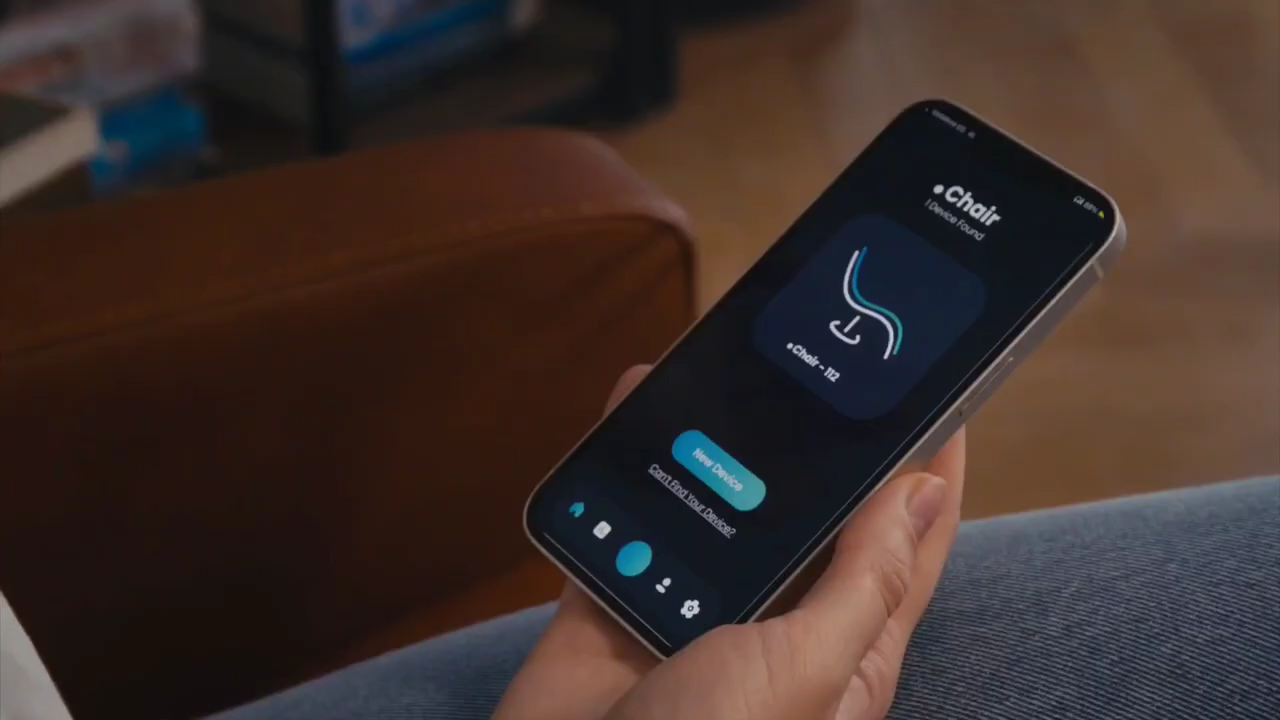 •Chair
1 Device Found
•Chair - 112
New Device
Can't Find Your Device?